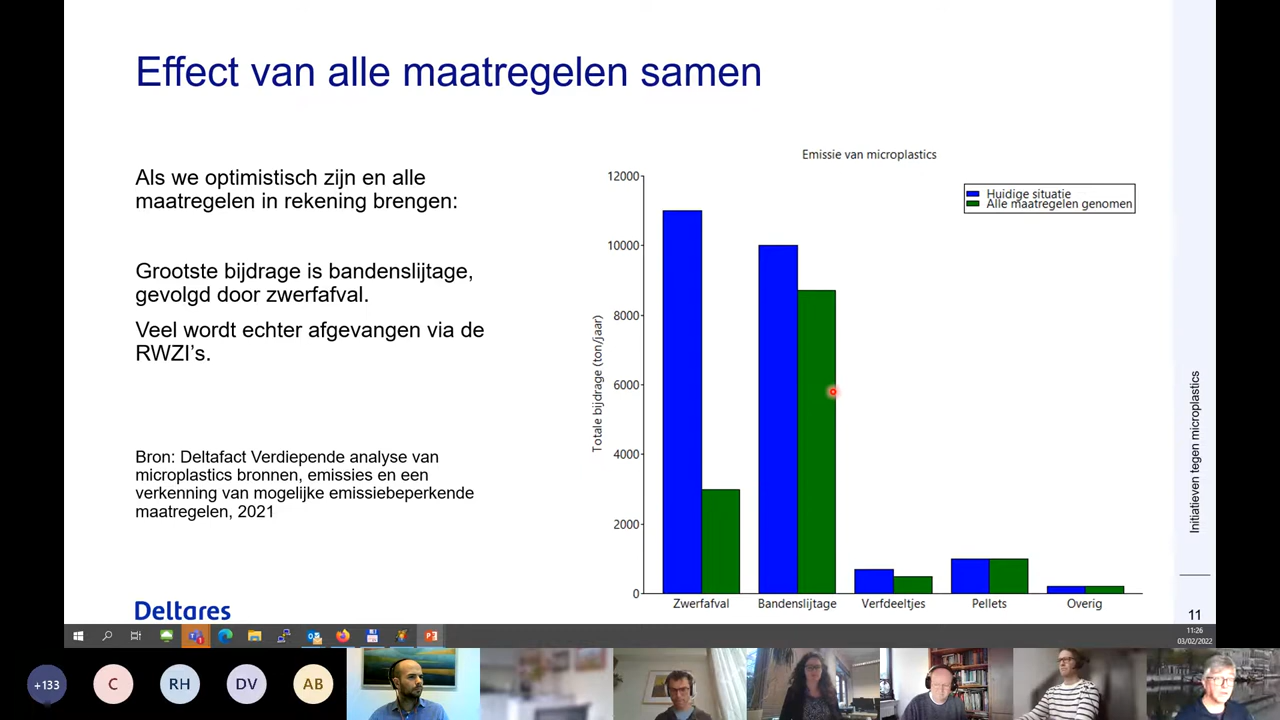 Effect van alle maatregelen samen
Als we optimistisch zijn en alle
maatregelen in rekening brengen:
Grootste bijdrage is bandenslijtage,
gevolgd door zwerfafval.
Veel wordt echter afgevangen via de
RWZI's.
Bron: Deltafact Verdiepende analyse van
microplastics bronnen, emissies en een
verkenning van mogelijke emissiebeperkende
maatregelen, 2021
Deltares
Emissie van microplastics
Huidige situatie
Alle maatregelen genomen
Totale bijdrage (ton/jaar)
12000
10000
8000
6000
4000
2000
0
Zwerfafval
Bandenslijtage
Verfdeeltjes
Pellets
Overig
Initiatieven tegen microplastics
11
11:26
03/02/2022
+133
C
RH
DV
AB